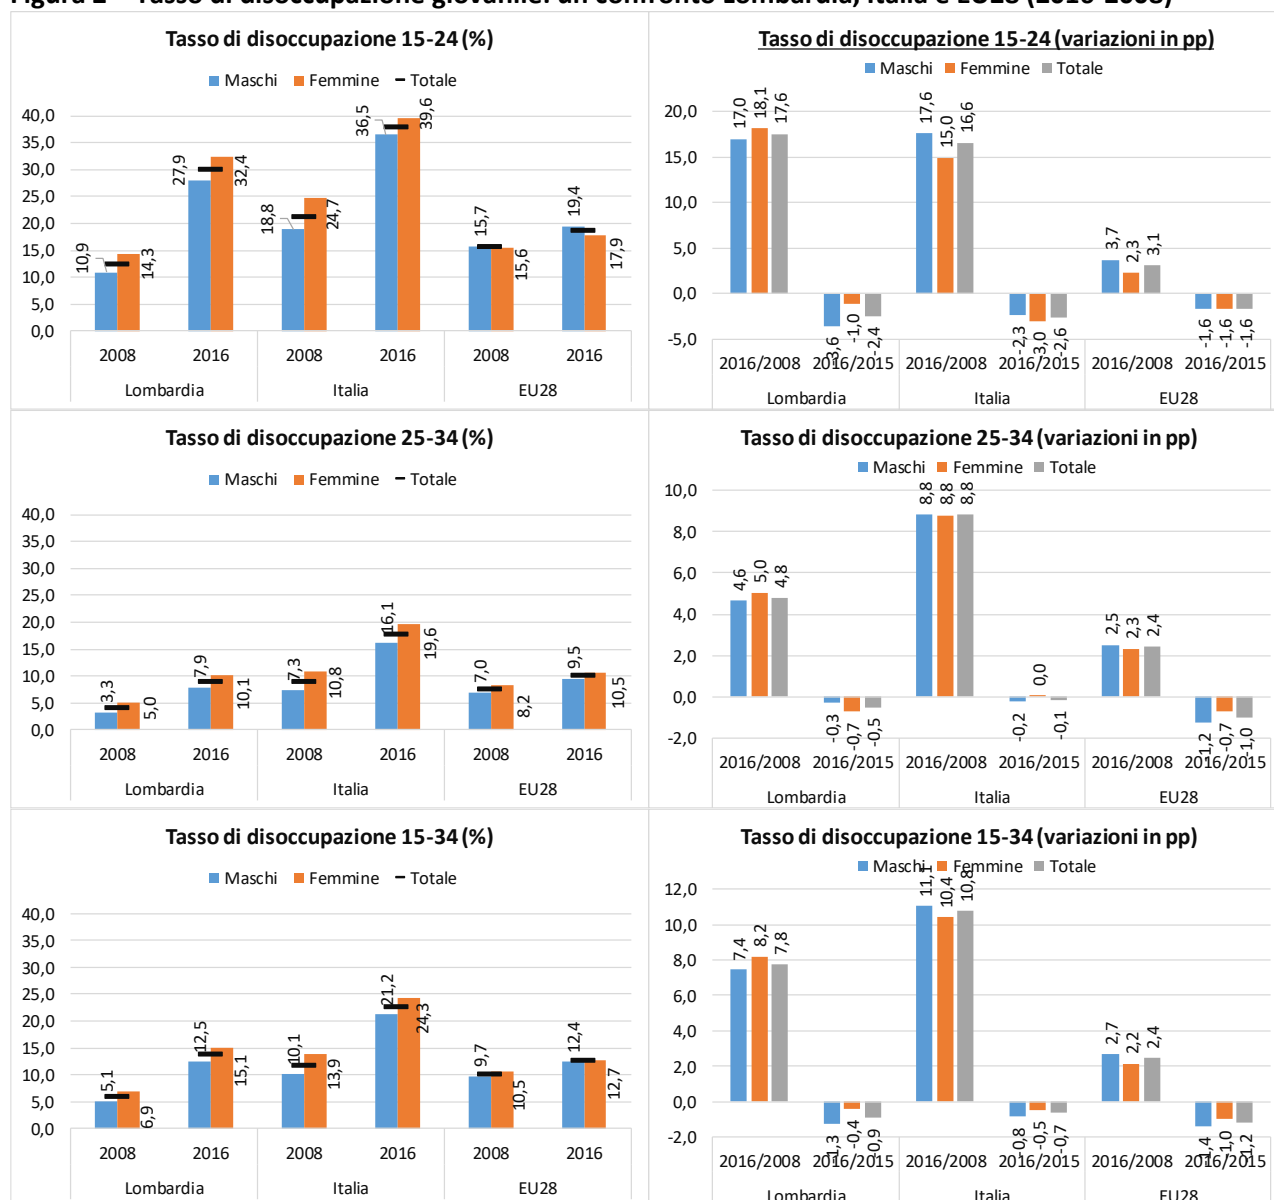 Figura 2 – Tasso di disoccupazione giovanile: un confronto Lombardia, Italia e EU28 (2016-2008)
Tasso di disoccupazione 15-24 (%)
Maschi Femmine Totale
40,0
35,0
30,0
25,0
20,0
15,0
10,0
5,0
0,0
10,9 14,3 27,9 32,4 18,8 24,7 36,5 39,6 15,7 15,6 19,4 17,9
2008 2016 2008 2016 2008 2016
Lombardia Italia EU28
Tasso di disoccupazione 15-24 (variazioni in pp)
Maschi Femmine Totale
20,0
15,0
10,0
5,0
0,0
-5,0
17,0 18,1 17,6 -3,6 -1,0 -2,4 17,6 15,0 16,6 -2,3 -3,0 -2,6 3,7 2,3 3,1 -1,6 -1,6 -1,6
2016/2008 2016/2015 2016/2008 2016/2015 2016/2008 2016/2015
Lombardia Italia EU28
Tasso di disoccupazione 25-34 (%)
Maschi Femmine Totale
40,0
35,0
30,0
25,0
20,0
15,0
10,0
5,0
0,0
3,3 5,0 7,9 10,1 7,3 10,8 16,1 19,6 7,0 8,2 9,5 10,5
2008 2016 2008 2016 2008 2016
Lombardia Italia EU28
Tasso di disoccupazione 25-34 (variazioni in pp)
Maschi Femmine Totale
10,0
8,0
6,0
4,0
2,0
0,0
-2,0
4,6 5,0 4,8 -0,3 -0,7 -0,5 8,8 8,8 8,8 -0,2 0,0 -0,1 2,5 2,3 2,4 -1,2 -0,7 -1,0
2016/2008 2016/2015 2016/2008 2016/2015 2016/2008 2016/2015
Lombardia Italia EU28
Tasso di disoccupazione 15-34 (%)
Maschi Femmine Totale
40,0
35,0
30,0
25,0
20,0
15,0
10,0
5,0
0,0
5,1 6,9 12,5 15,1 10,1 13,9 21,2 24,3 9,7 10,5 12,4 12,7
2008 2016 2008 2016 2008 2016
Lombardia Italia EU28
Tasso di disoccupazione 15-34 (variazioni in pp)
Maschi Femmine Totale
12,0
10,0
8,0
6,0
4,0
2,0
0,0
-2,0
7,4 8,2 7,8 -1,3 -0,4 -0,9 11,1 10,4 10,8 -0,8 -0,5 -0,7 2,7 2,2 2,4 -1,4 -1,0 -1,2
2016/2008 2016/2015 2016/2008 2016/2015 2016/2008 2016/2015
Lombardia Italia EU28